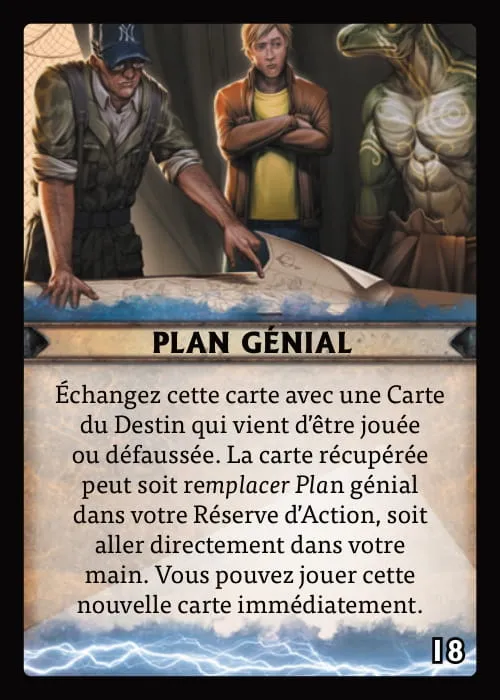 NY
PLAN GÉNIAL
Échangez cette carte avec une Carte
du Destin qui vient d'être jouée
ou défaussée. La carte récupérée
peut soit remplacer Plan génial
dans votre Réserve d'Action, soit
aller directement dans votre
main. Vous pouvez jouer cette
nouvelle carte immédiatement.
18